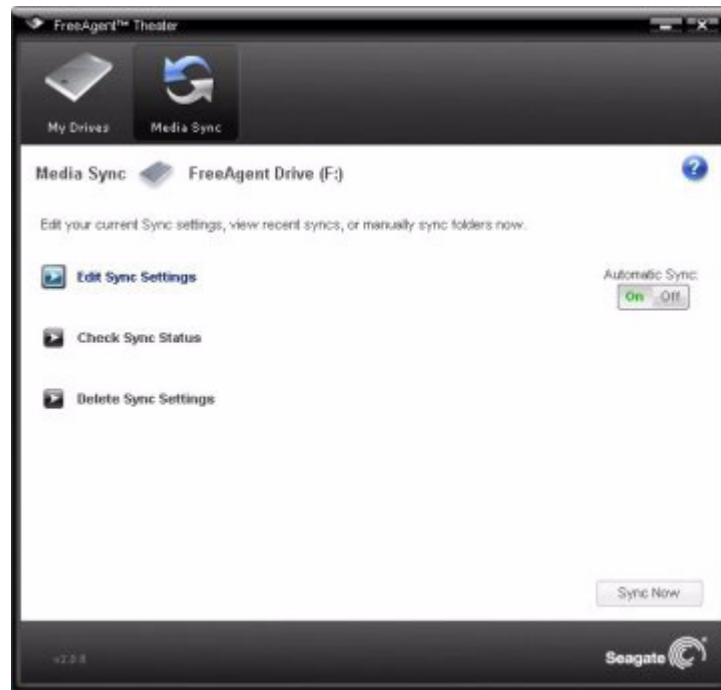 FreeAgent™ Theater
My Drives
Media Sync
Media Sync FreeAgent Drive (F:)
Edit your current Sync settings, view recent syncs, or manually sync folders now.
Edit Sync Settings
Automatic Sync:
On Off
Check Sync Status
Delete Sync Settings
Sync Now
Seagate